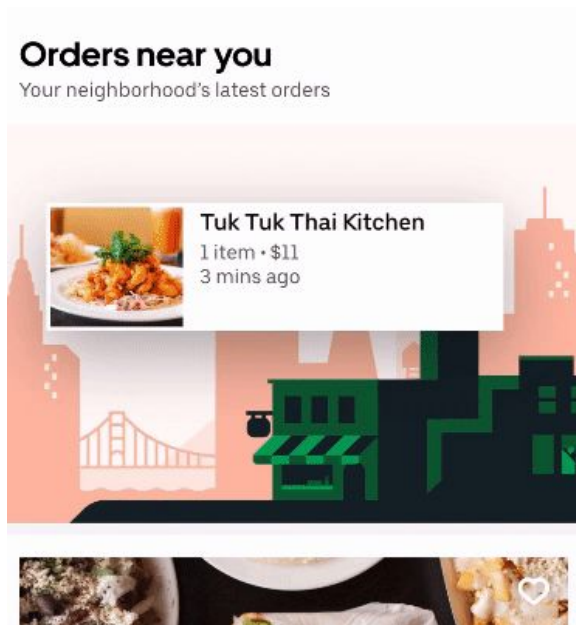 Orders near you
Your neighborhood's latest orders
Tuk Tuk Thai Kitchen
1 item • $11
3 mins ago